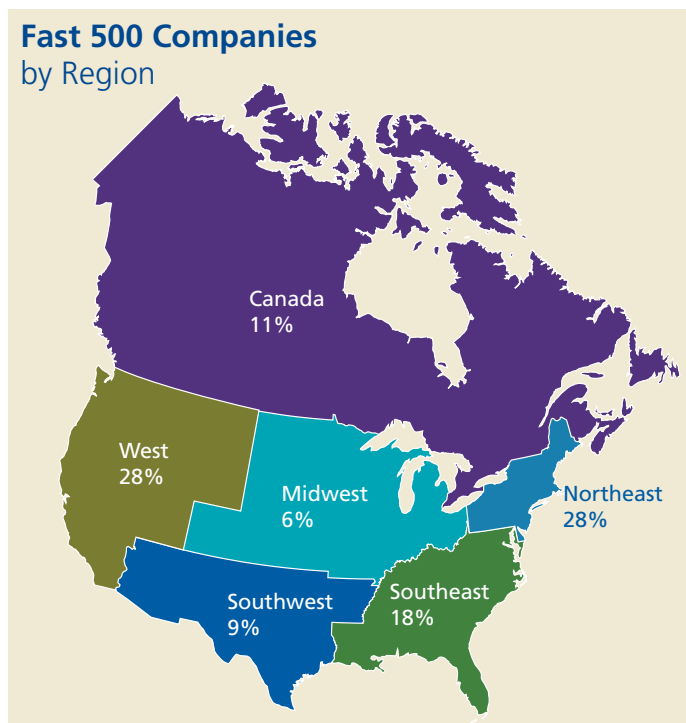 Fast 500 Companies
by Region
Canada
11%
West
28%
Midwest
6%
Northeast
28%
Southwest
9%
Southeast
18%